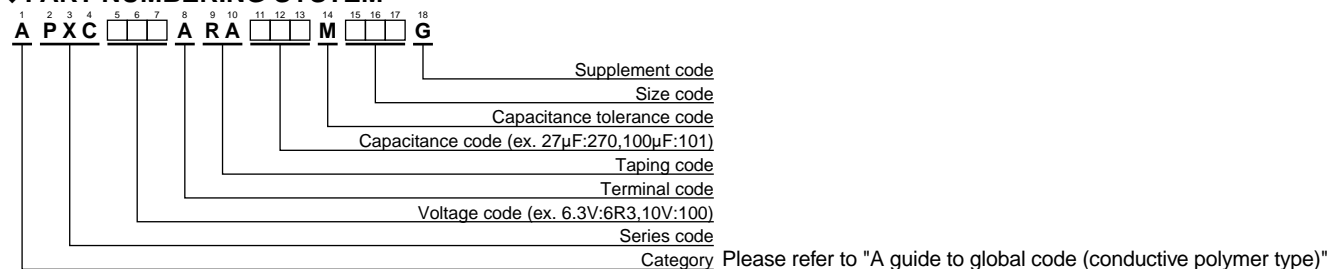 ◆PART NUMBERING SYSTEM
1 2 3 4 5 6 7 8 9 10 11 12 13 14 15 16 17 18
A PXC □□□ A RA □□□ M □□□ G
Supplement code
Size code
Capacitance tolerance code
Capacitance code (ex. 27µF:270,100µF:101)
Taping code
Terminal code
Voltage code (ex. 6.3V:6R3,10V:100)
Series code
Category Please refer to "A guide to global code (conductive polymer type)"